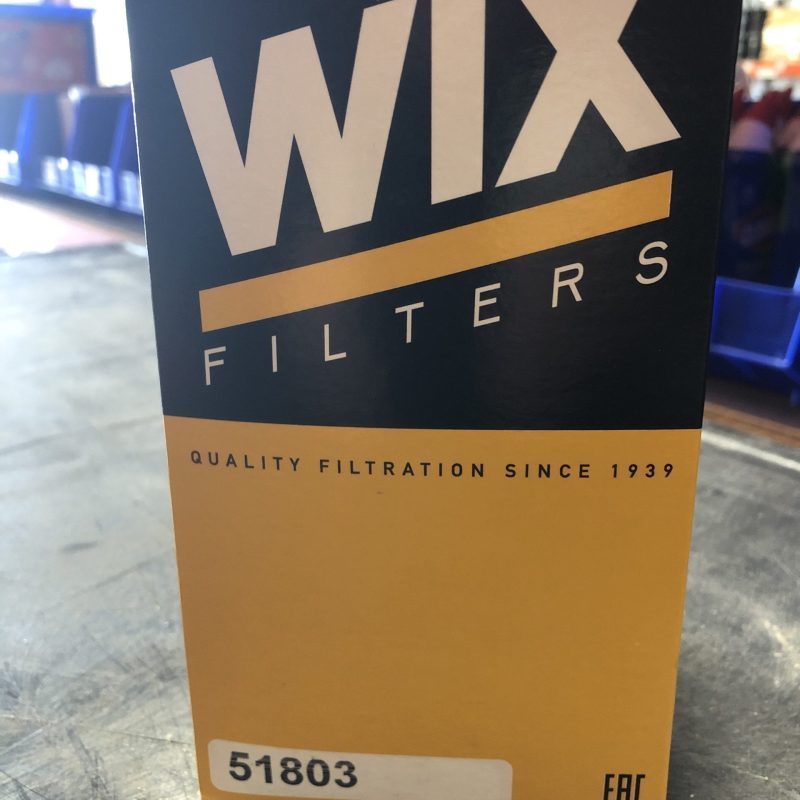 WIX
FILTERS
QUALITY FILTRATION SINCE 1939
51803
EAC